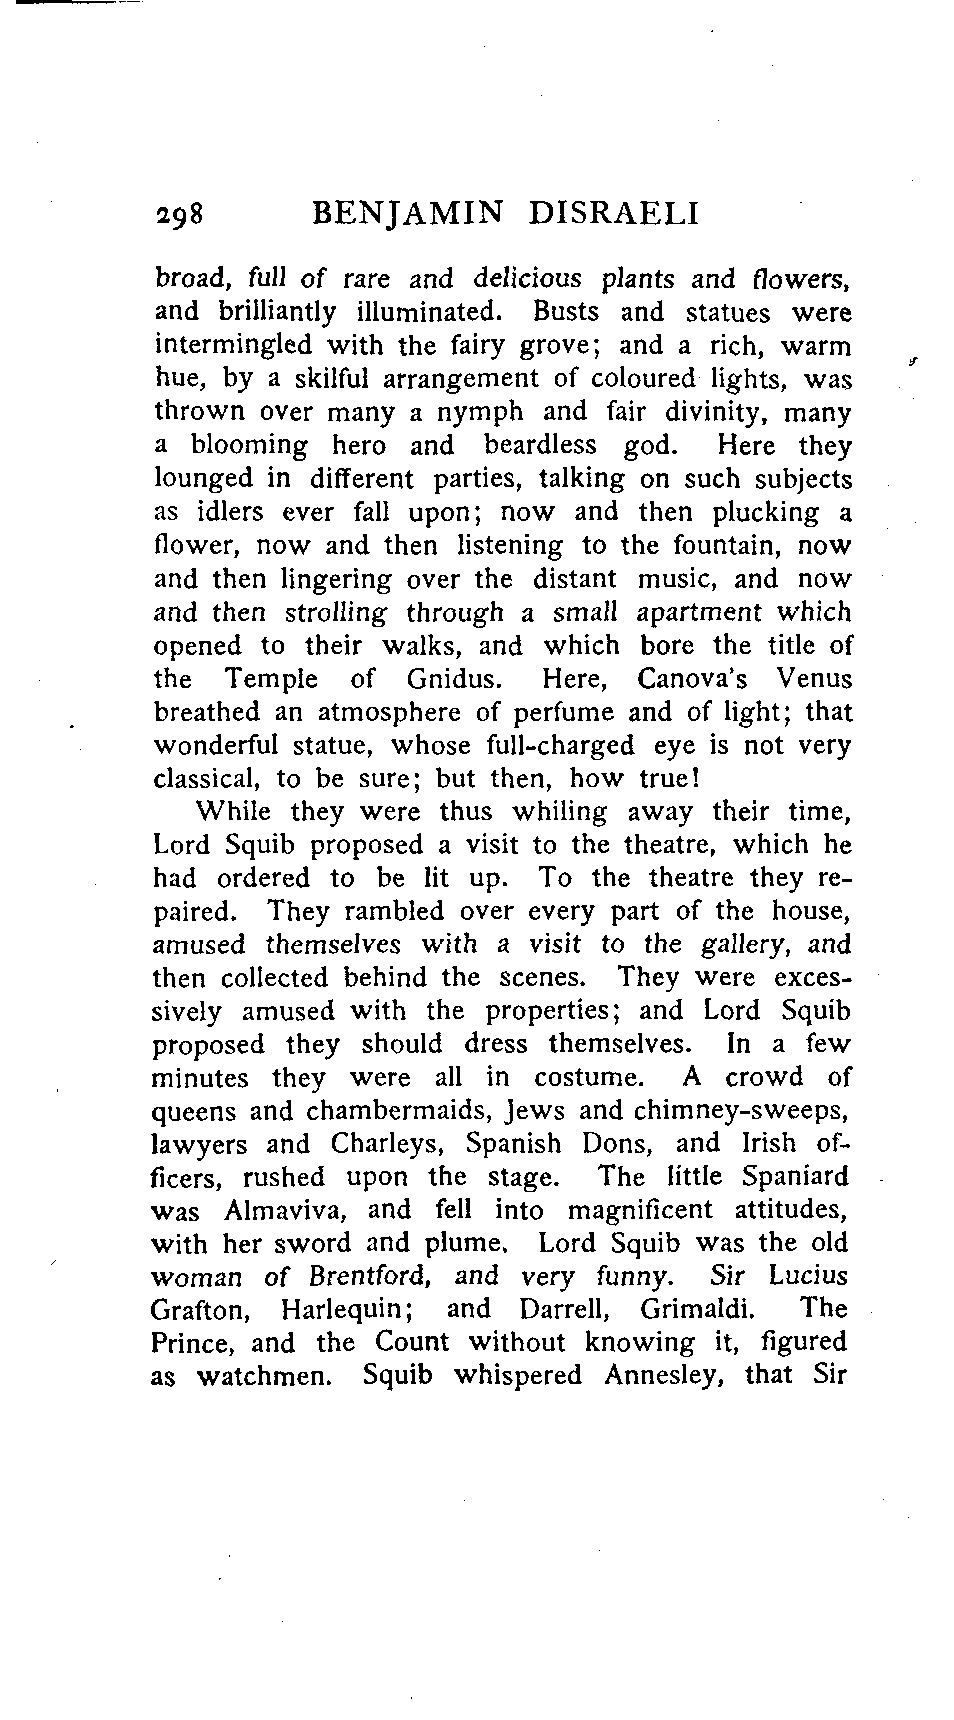 298 BENJAMIN DISRAELI
broad, full of rare and delicious plants and flowers,
and brilliantly illuminated. Busts and statues were
intermingled with the fairy grove; and a rich, warm
hue, by a skilful arrangement of coloured lights, was
thrown over many a nymph and fair divinity, many
a blooming hero and beardless god. Here they
lounged in different parties, talking on such subjects
as idlers ever fall upon; now and then plucking a
flower, now and then listening to the fountain, now
and then lingering over the distant music, and now
and then strolling through a small apartment which
opened to their walks, and which bore the title of
the Temple of Gnidus. Here, Canova's Venus
breathed an atmosphere of perfume and of light; that
wonderful statue, whose full-charged eye is not very
classical, to be sure; but then, how true!
While they were thus whiling away their time,
Lord Squib proposed a visit to the theatre, which he
had ordered to be lit up. To the theatre they re-
paired. They rambled over every part of the house,
amused themselves with a visit to the gallery, and
then collected behind the scenes. They were exces-
sively amused with the properties; and Lord Squib
proposed they should dress themselves. In a few
minutes they were all in costume. A crowd of
queens and chambermaids, Jews and chimney-sweeps,
lawyers and Charleys, Spanish Dons, and Irish of-
ficers, rushed upon the stage. The little Spaniard
was Almaviva, and fell into magnificent attitudes,
with her sword and plume. Lord Squib was the old
woman of Brentford, and very funny. Sir Lucius
Grafton, Harlequin; and Darrell, Grimaldi. The
Prince, and the Count without knowing it, figured
as watchmen. Squib whispered Annesley, that Sir